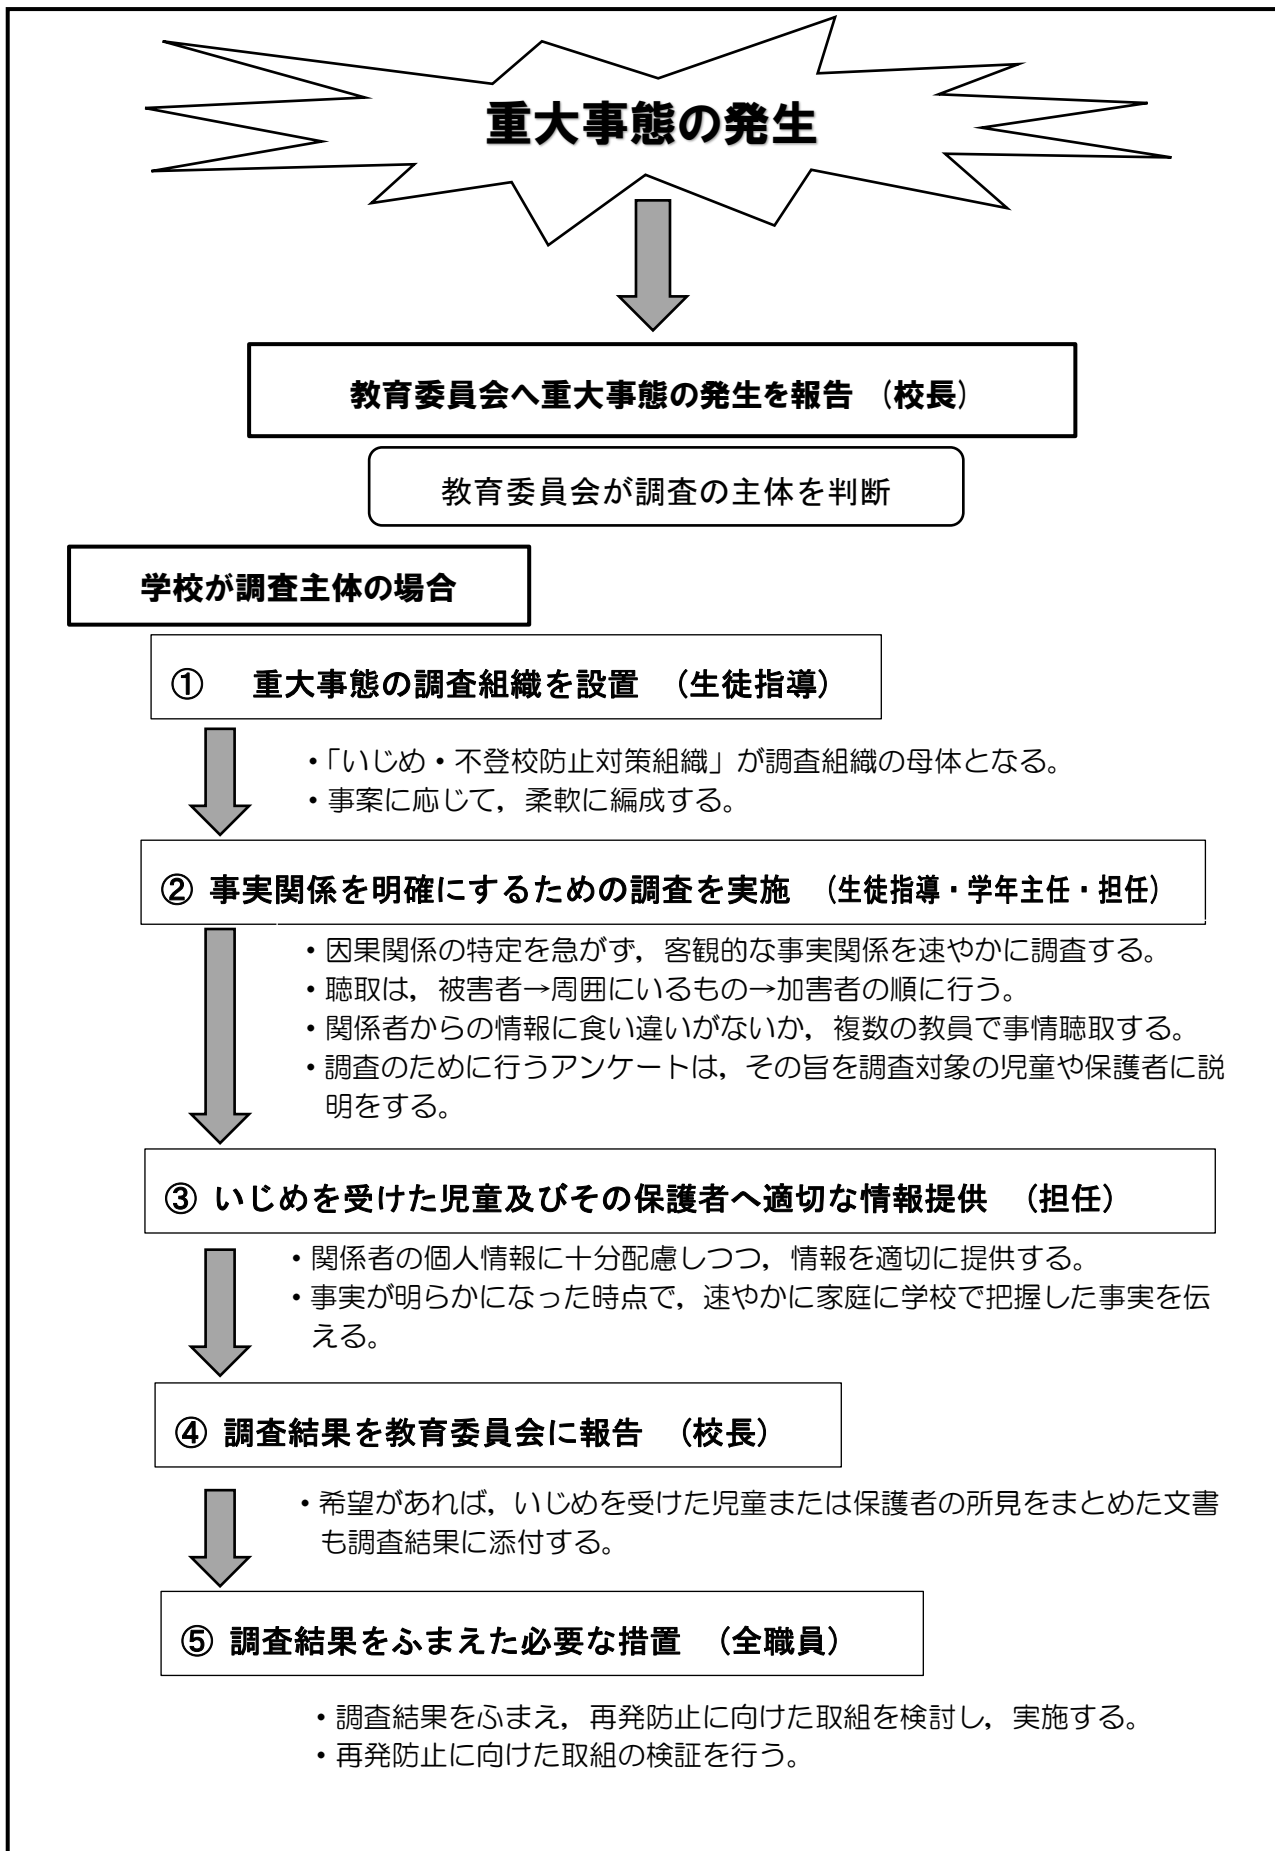 重大事態の発生
教育委員会へ重大事態の発生を報告 （校長）
教育委員会が調査の主体を判断
学校が調査主体の場合
① 重大事態の調査組織を設置 （生徒指導）
・「いじめ・不登校防止対策組織」が調査組織の母体となる。
・事案に応じて，柔軟に編成する。
② 事実関係を明確にするための調査を実施 （生徒指導・学年主任・担任）
・因果関係の特定を急がず，客観的な事実関係を速やかに調査する。
・聴取は，被害者→周囲にいるもの→加害者の順に行う。
・関係者からの情報に食い違いがないか，複数の教員で事情聴取する。
・調査のために行うアンケートは，その旨を調査対象の児童や保護者に説
明をする。
③ いじめを受けた児童及びその保護者へ適切な情報提供 （担任）
・関係者の個人情報に十分配慮しつつ，情報を適切に提供する。
・事実が明らかになった時点で，速やかに家庭に学校で把握した事実を伝
える。
④ 調査結果を教育委員会に報告 （校長）
・希望があれば，いじめを受けた児童または保護者の所見をまとめた文書
も調査結果に添付する。
⑤ 調査結果をふまえた必要な措置 （全職員）
・調査結果をふまえ，再発防止に向けた取組を検討し，実施する。
・再発防止に向けた取組の検証を行う。